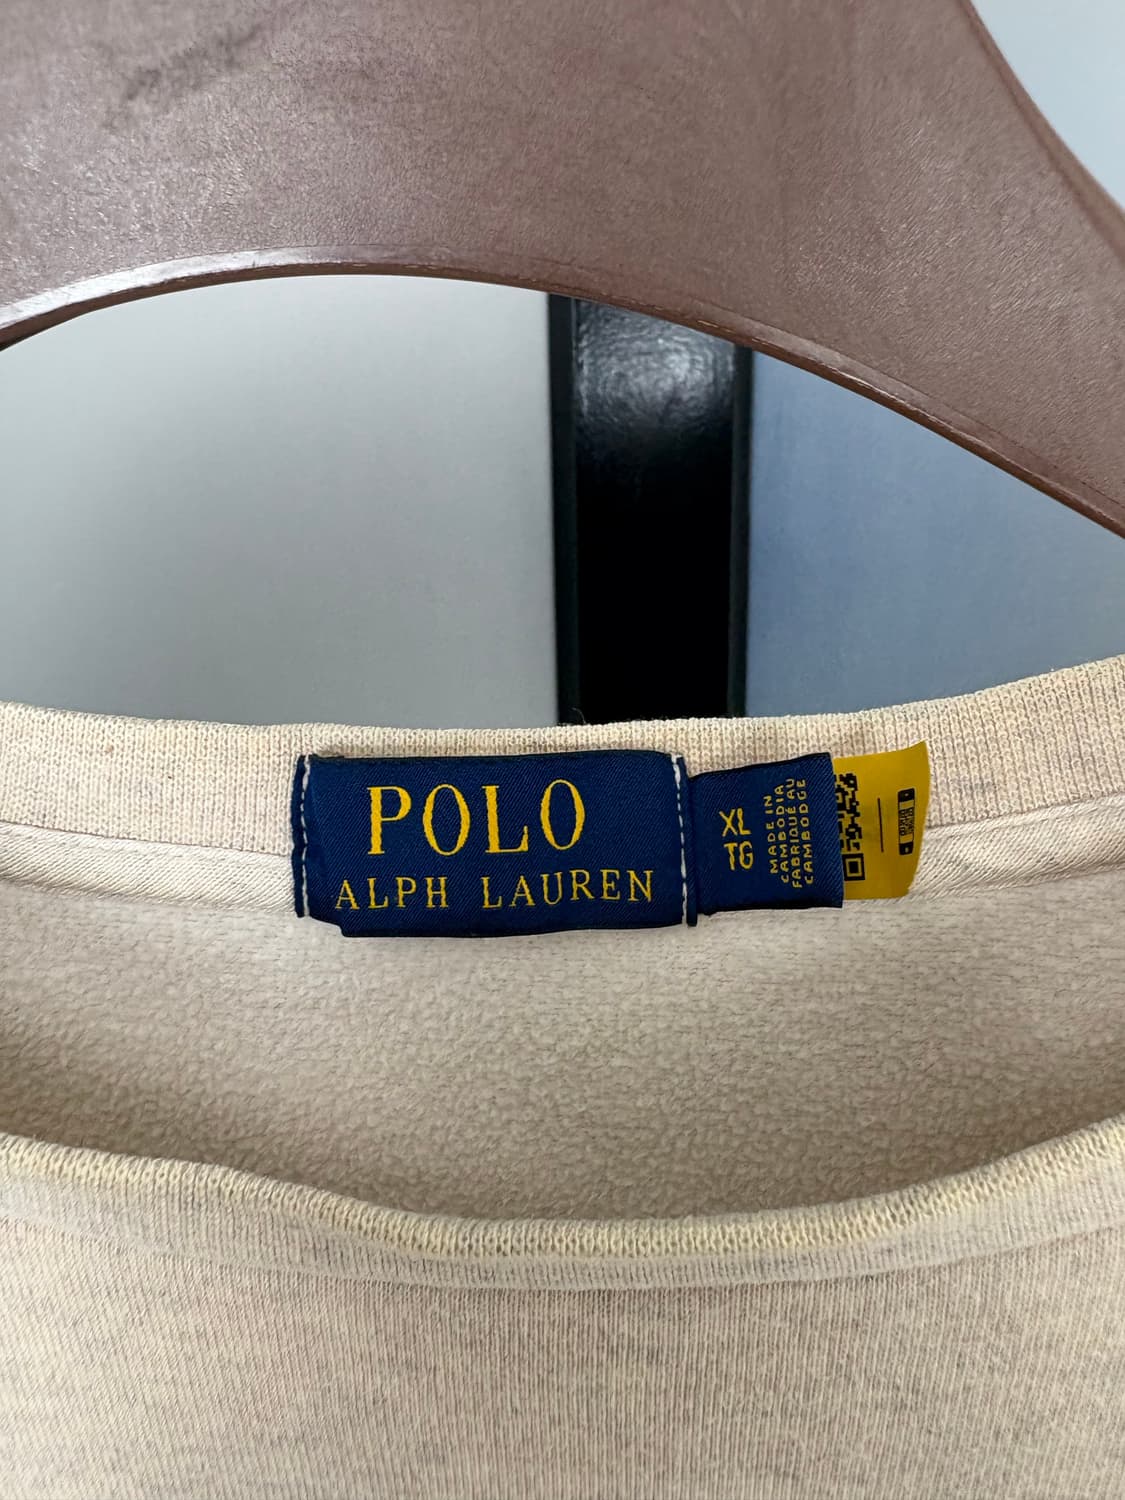 POLO
ALPH LAUREN
XL
TG
MADE IN
CAMBODIA
FABRIQUÉ AU
CAMBODGE